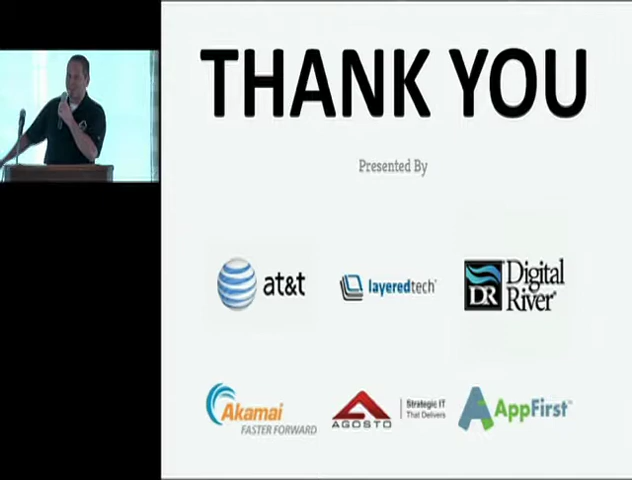 THANK YOU
Presented By
at&t
layeredtech
DR
Digital
River
Akamai
FASTER FORWARD
AGOSTO
Strategic IT
That Delivers
AppFirst